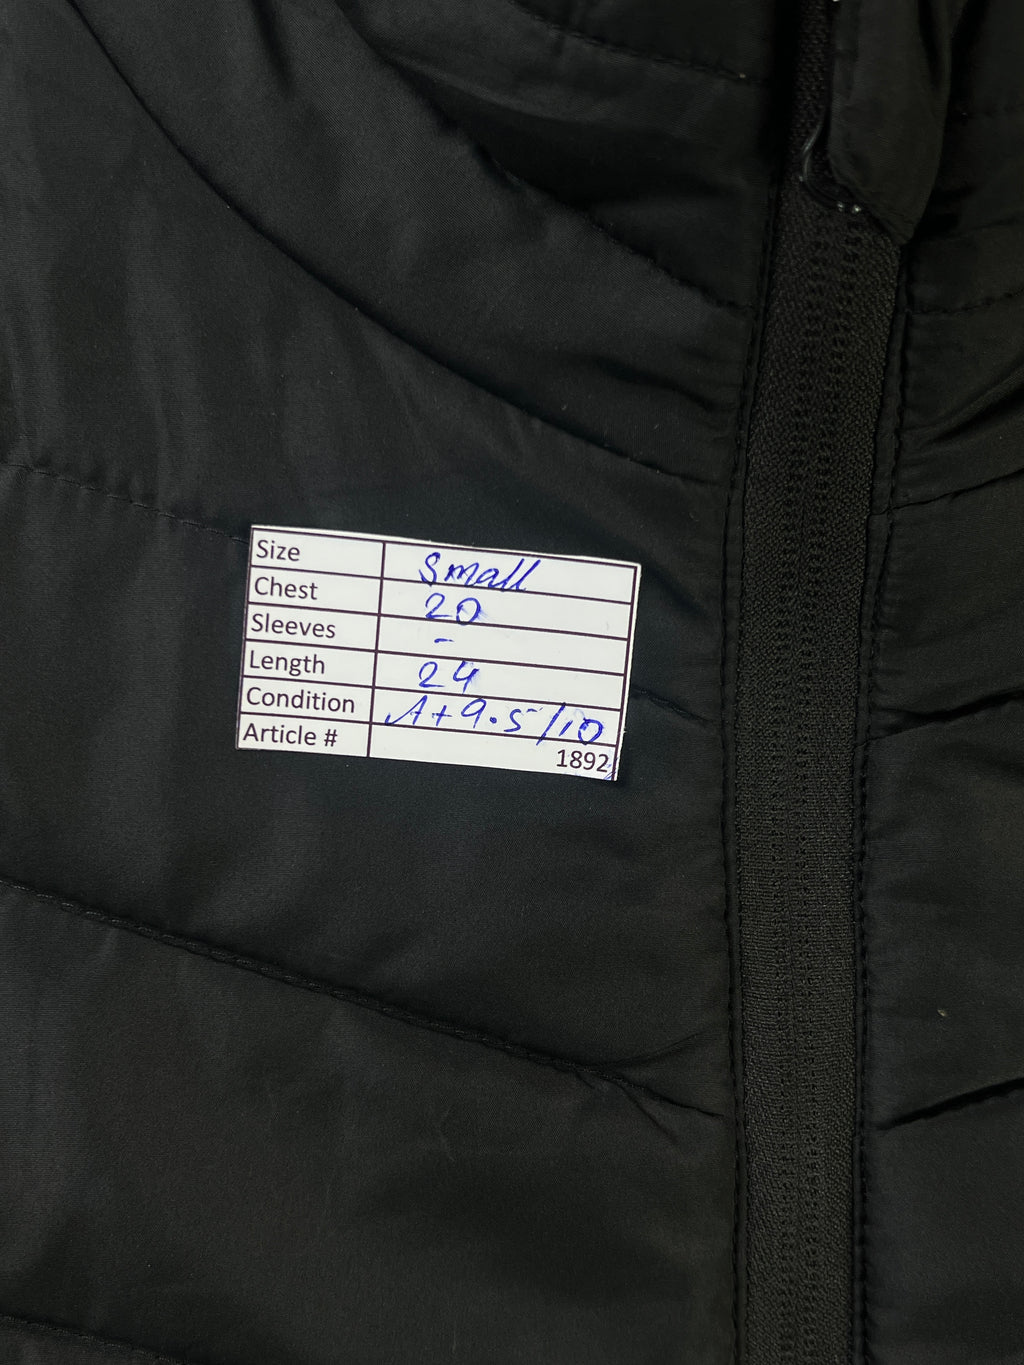 Size Small
Chest 20
Sleeves -
Length 24
Condition A+ 9.5/10
Article # 1892